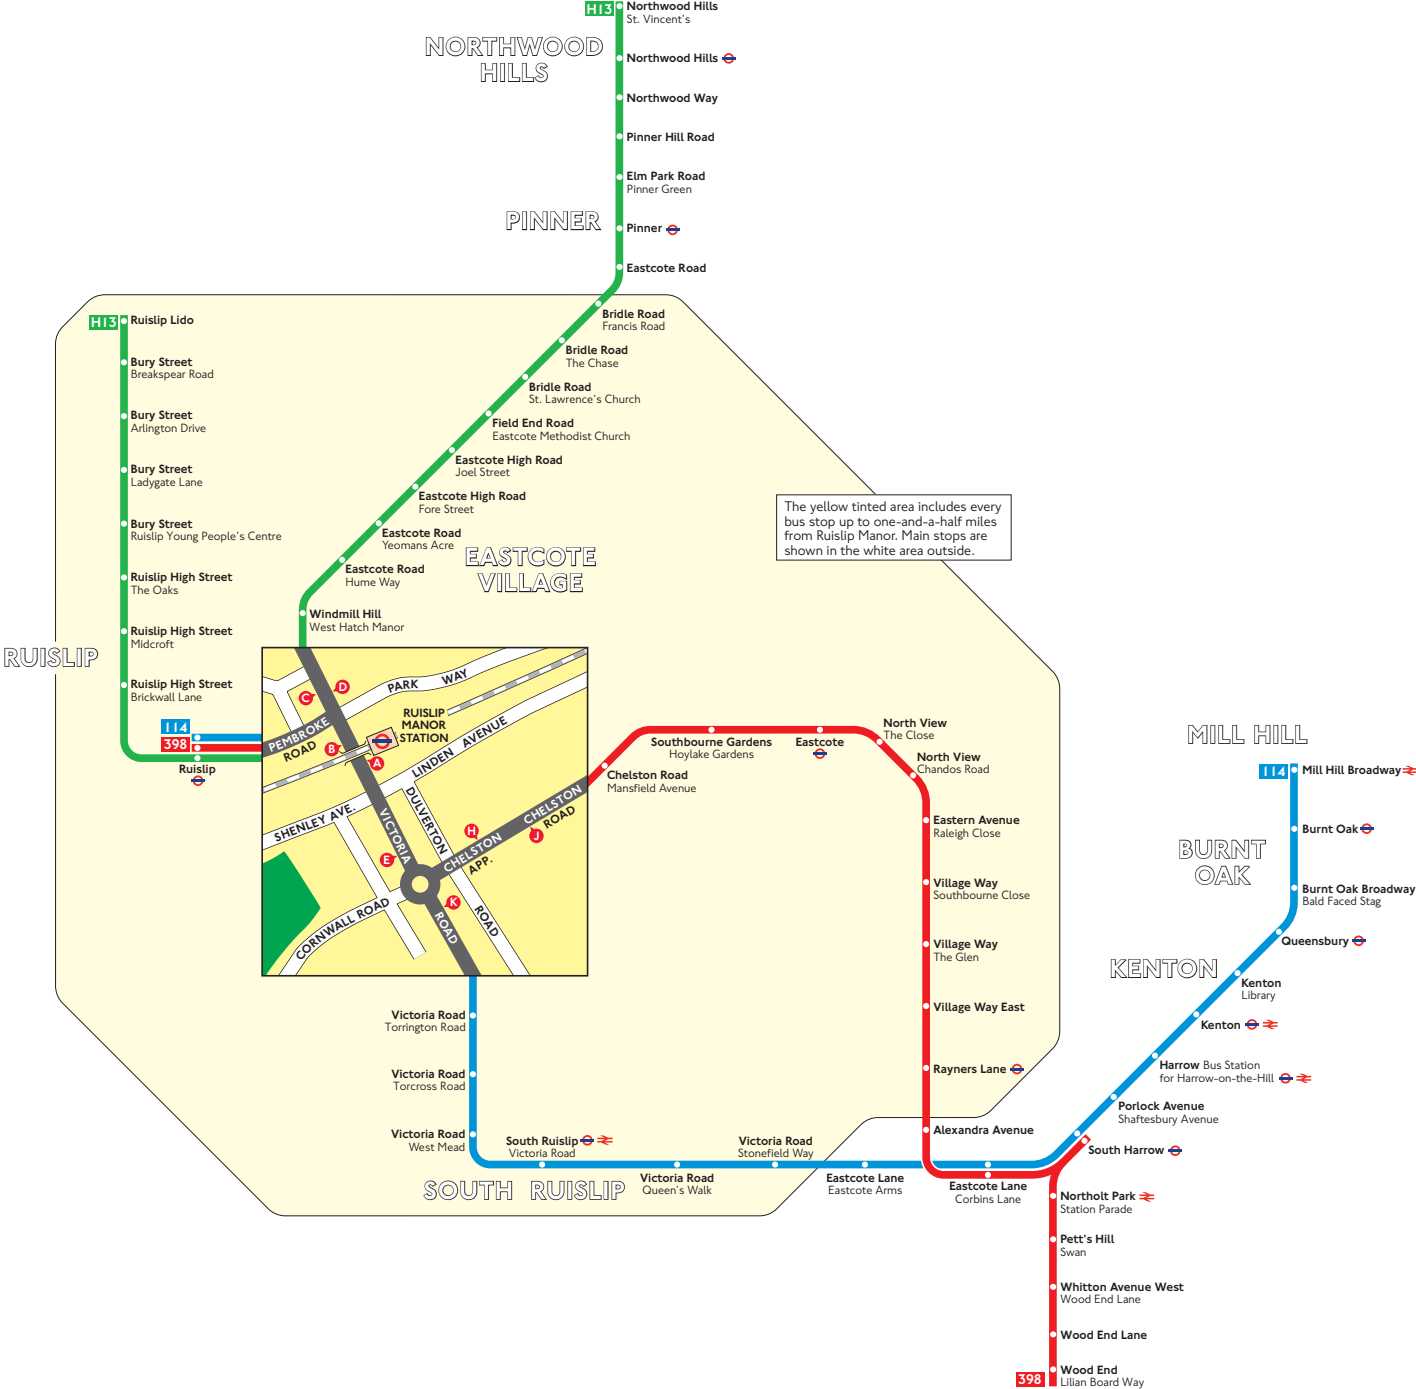 H13
Northwood Hills
St. Vincent's
NORTHWOOD
HILLS
Northwood Hills
Northwood Way
Pinner Hill Road
Elm Park Road
Pinner Green
PINNER
Pinner
Eastcote Road
Bridle Road
Francis Road
Bridle Road
The Chase
Bridle Road
St. Lawrence's Church
Field End Road
Eastcote Methodist Church
Eastcote High Road
Joel Street
Eastcote High Road
Fore Street
Eastcote Road
Yeomans Acre
EASTCOTE
VILLAGE
Eastcote Road
Hume Way
Windmill Hill
West Hatch Manor
H13
Ruislip Lido
Bury Street
Breakspear Road
Bury Street
Arlington Drive
Bury Street
Ladygate Lane
Bury Street
Ruislip Young People's Centre
Ruislip High Street
The Oaks
Ruislip High Street
Midcroft
RUISLIP
Ruislip High Street
Brickwall Lane
114
398
Ruislip
The yellow tinted area includes every
bus stop up to one-and-a-half miles
from Ruislip Manor. Main stops are
shown in the white area outside.
C
D
PARK WAY
PEMBROKE
ROAD
B
A
RUISLIP
MANOR
STATION
LINDEN AVENUE
SHENLEY AVE.
VICTORIA
DULVERTON
CHELSTON
ROAD
H
J
CHELSTON
APP.
E
K
CORNWALL ROAD
ROAD
ROAD
Chelston Road
Mansfield Avenue
Southbourne Gardens
Hoylake Gardens
Eastcote
North View
The Close
North View
Chandos Road
Eastern Avenue
Raleigh Close
Village Way
Southbourne Close
Village Way
The Glen
Village Way East
Rayners Lane
Alexandra Avenue
MILL HILL
114
Mill Hill Broadway
Burnt Oak
BURNT
OAK
Burnt Oak Broadway
Bald Faced Stag
Queensbury
KENTON
Kenton
Library
Kenton
Harrow Bus Station
for Harrow-on-the-Hill
Porlock Avenue
Shaftesbury Avenue
South Harrow
Victoria Road
Torrington Road
Victoria Road
Torcross Road
Victoria Road
West Mead
South Ruislip
Victoria Road
SOUTH RUISLIP
Victoria Road
Queen's Walk
Victoria Road
Stonefield Way
Eastcote Lane
Eastcote Arms
Eastcote Lane
Corbins Lane
Northolt Park
Station Parade
Pett's Hill
Swan
Whitton Avenue West
Wood End Lane
Wood End Lane
Wood End
Lilian Board Way
398